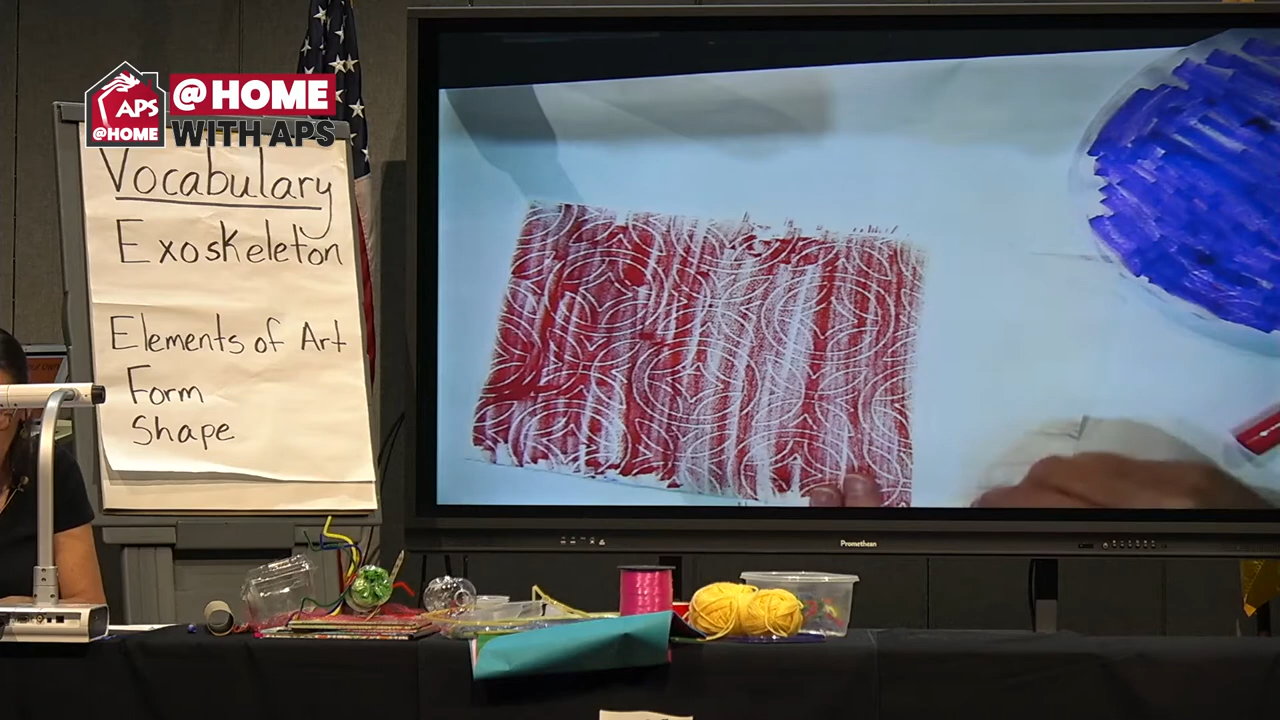 APS
@HOME
@HOME
WITH APS
Vocabulary
Exoskeleton
Elements of Art
Form
Shape
Promethean